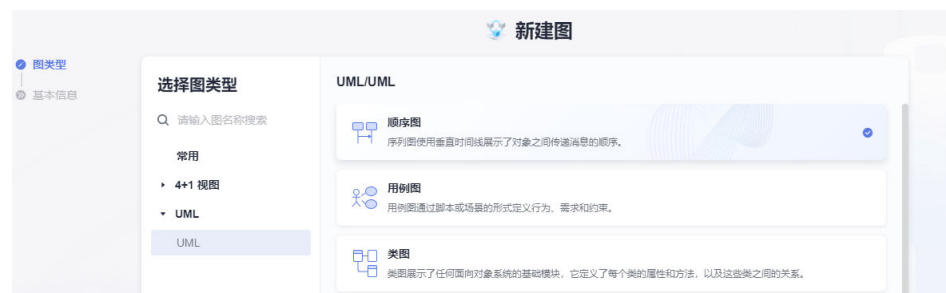 新建图
图类型
基本信息
选择图类型
请输入图名称搜索
常用
4+1 视图
UML
UML
UML/UML
顺序图
序列图使用垂直时间线展示了对象之间传递消息的顺序。
用例图
用例图通过脚本或场景的形式定义行为、需求和约束。
类图
类图展示了任何面向对象系统的基础模块，它定义了每个类的属性和方法，以及这些类之间的关系。